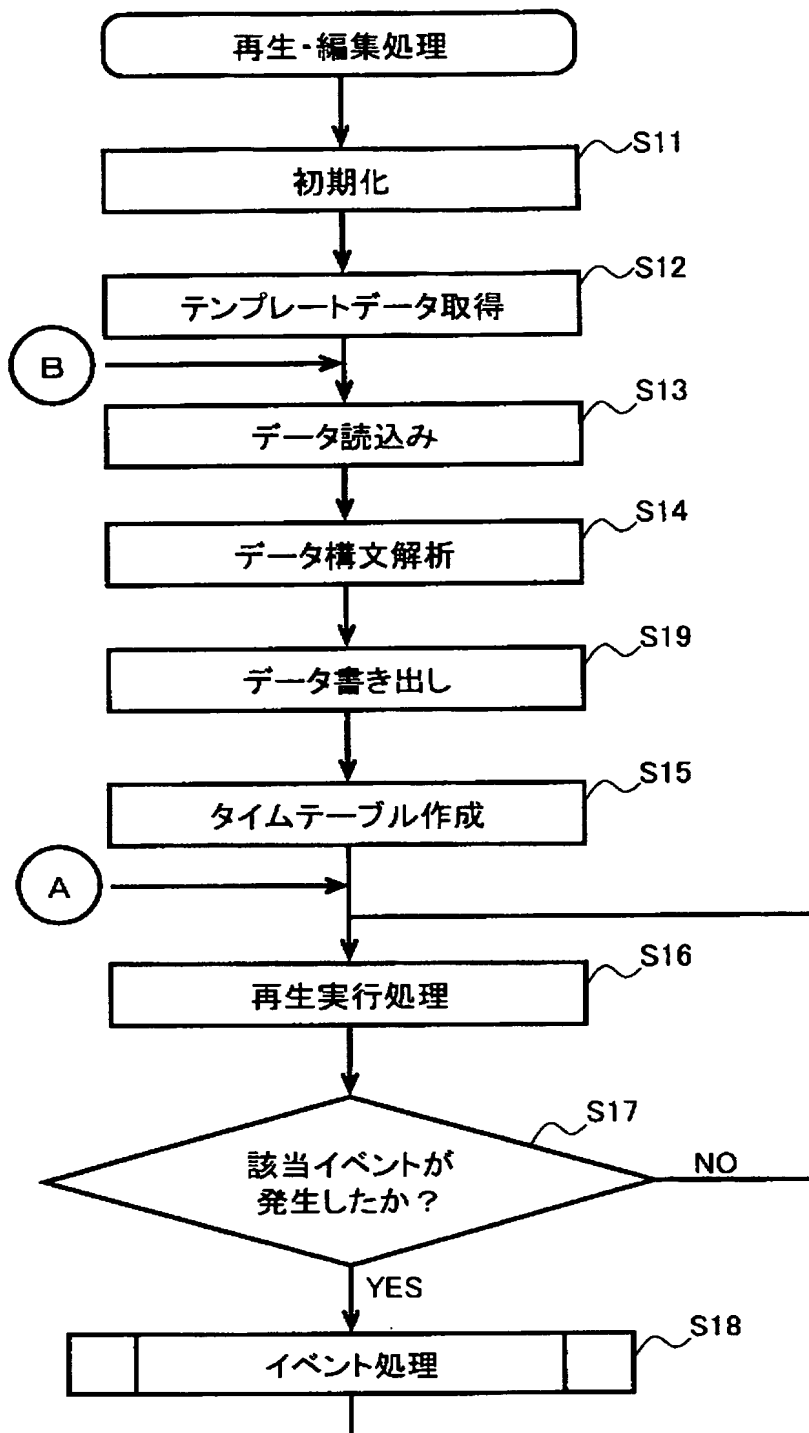 再生・編集処理
S11
初期化
S12
テンプレートデータ取得
B
S13
データ読込み
S14
データ構文解析
S19
データ書き出し
S15
タイムテーブル作成
A
S16
再生実行処理
S17
該当イベントが
発生したか?
NO
YES
S18
イベント処理